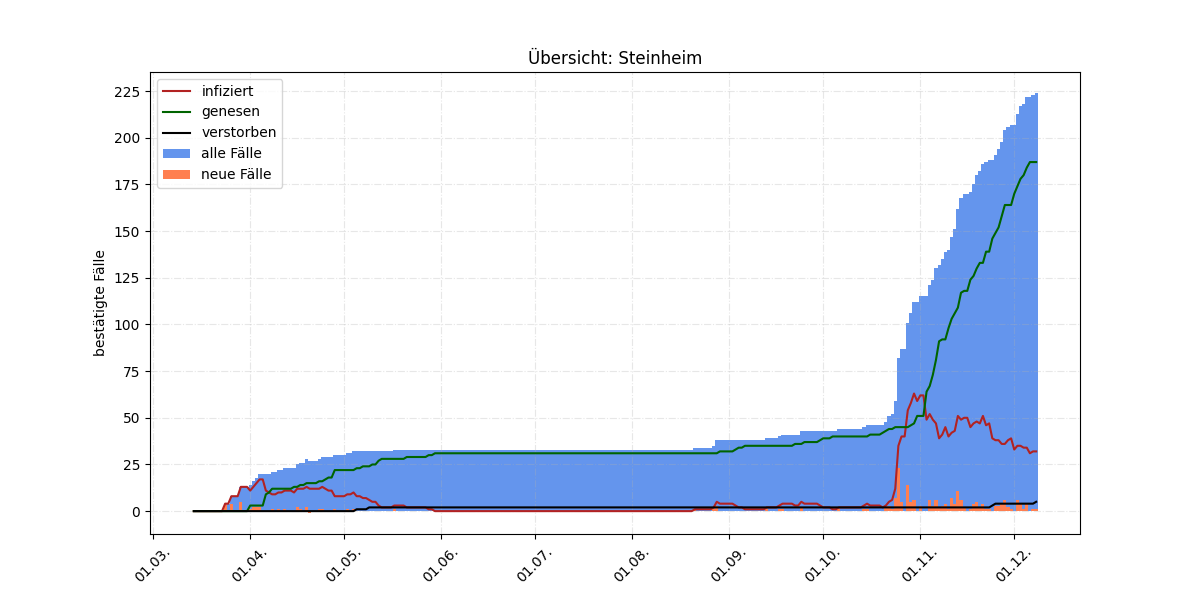 Übersicht: Steinheim
infiziert
genesen
verstorben
alle Fälle
neue Fälle
bestätigte Fälle
225
200
175
150
125
100
75
50
25
0
01.03.
01.04.
01.05.
01.06.
01.07.
01.08.
01.09.
01.10.
01.11.
01.12.